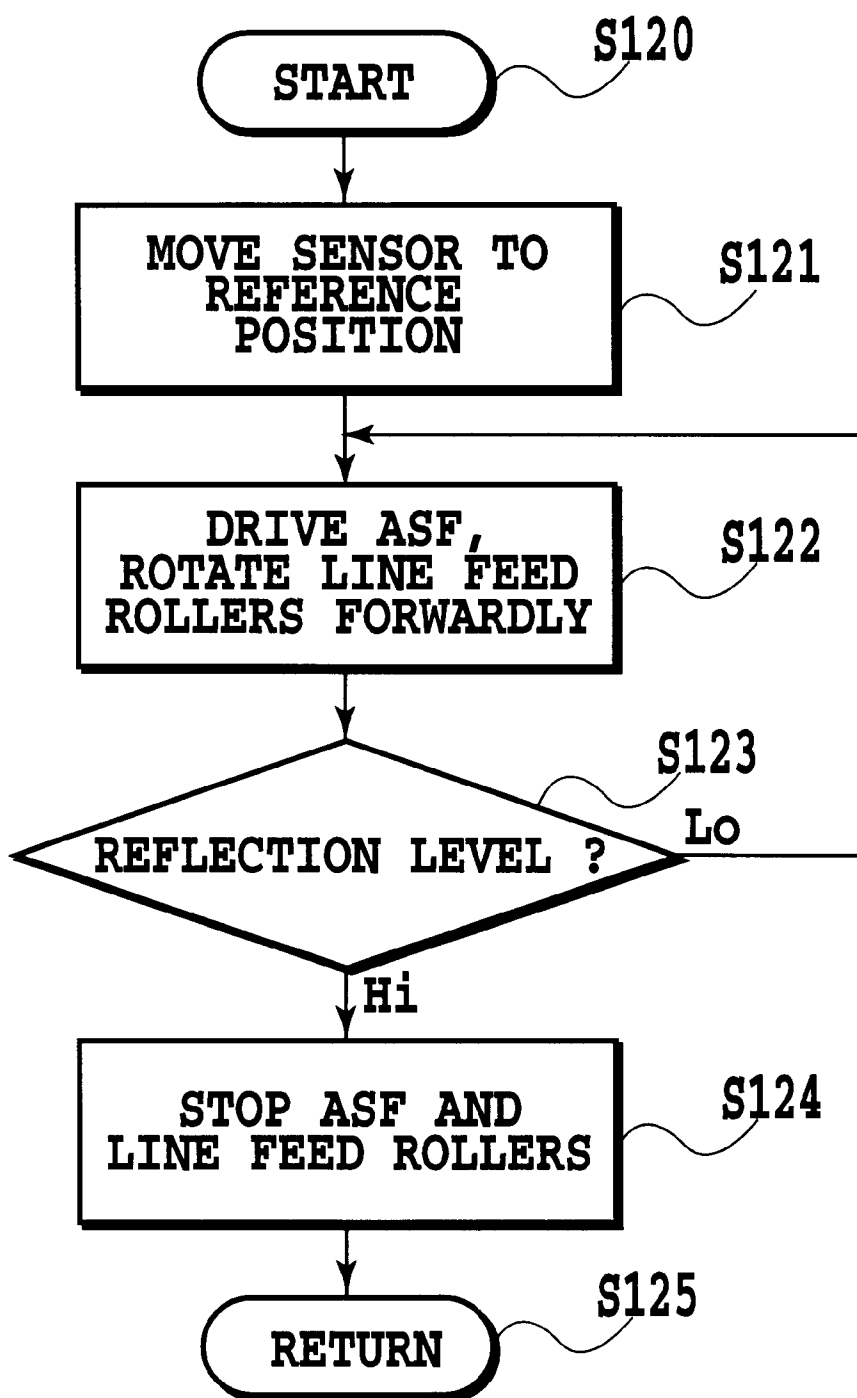 S120
START
MOVE SENSOR TO
REFERENCE
POSITION
S121
DRIVE ASF,
ROTATE LINE FEED
ROLLERS FORWARDLY
S122
S123
REFLECTION LEVEL ?
Lo
Hi
STOP ASF AND
LINE FEED ROLLERS
S124
S125
RETURN